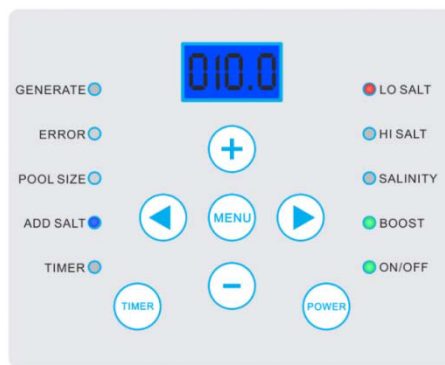 010.0
GENERATE
LO SALT
ERROR
HI SALT
POOL SIZE
SALINITY
ADD SALT
MENU
BOOST
TIMER
ON/OFF
TIMER
POWER